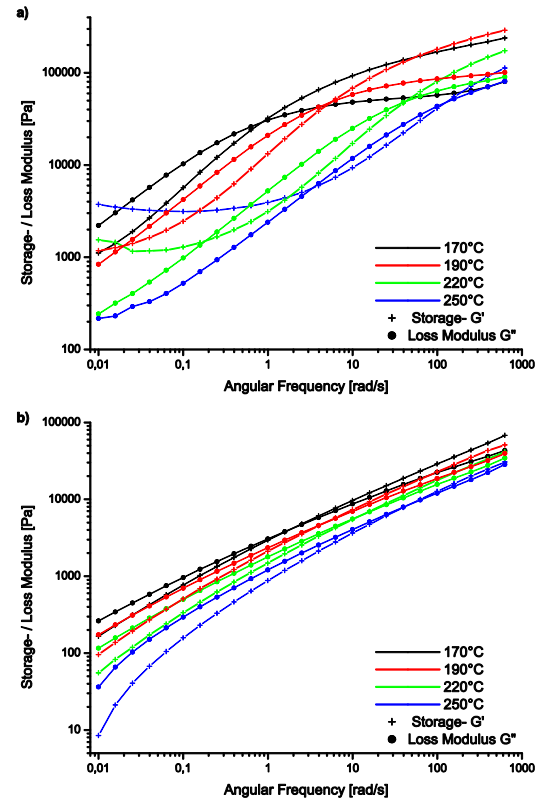 a)
Storage- / Loss Modulus [Pa]
100000
10000
1000
100
170°C
190°C
220°C
250°C
Storage- G'
Loss Modulus G"
0,01 0,1 1 10 100 1000
Angular Frequency [rad/s]
b)
Storage- / Loss Modulus [Pa]
100000
10000
1000
100
10
170°C
190°C
220°C
250°C
Storage- G'
Loss Modulus G"
0,01 0,1 1 10 100 1000
Angular Frequency [rad/s]